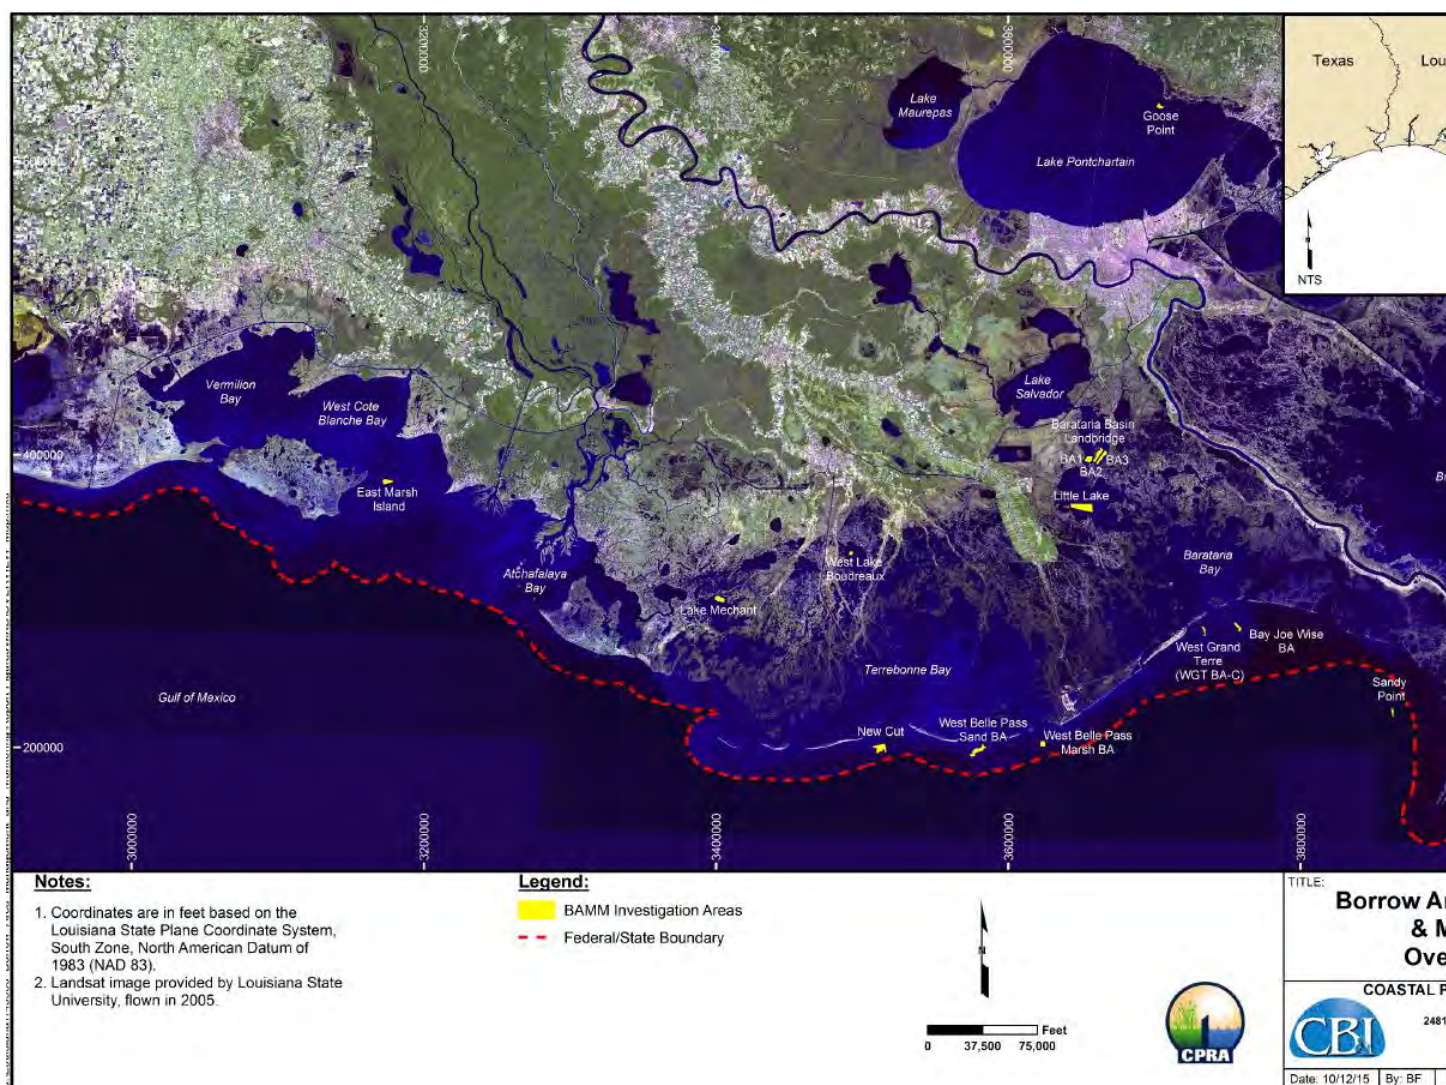 3200000
3400000
3600000
Texas
Lou
NTS
Lake
Maurepas
Goose
Point
Lake Pontchartain
Vermilion
Bay
West Cote
Blanche Bay
Lake
Salvador
Barataria Basin
Landbridge
BA1
BA3
BA2
400000
East Marsh
Island
Little Lake
Barataria
Bay
West Lake
Boudreaux
Atchafalaya
Bay
Lake Mechant
Bay Joe Wise
BA
West Grand
Terre
(WGT BA-C)
Terrebonne Bay
Gulf of Mexico
Sandy
Point
New Cut
West Belle Pass
Sand BA
West Belle Pass
Marsh BA
200000
3000000
3200000
3400000
3600000
3800000
Notes:
1. Coordinates are in feet based on the
Louisiana State Plane Coordinate System,
South Zone, North American Datum of
1983 (NAD 83).
2. Landsat image provided by Louisiana State
University, flown in 2005.
Legend:
BAMM Investigation Areas
Federal/State Boundary
N
Feet
0 37,500 75,000
CPRA
TITLE:
Borrow Ar
& M
Ove
COASTAL P
2481
CBI
Date: 10/12/15
By: BF